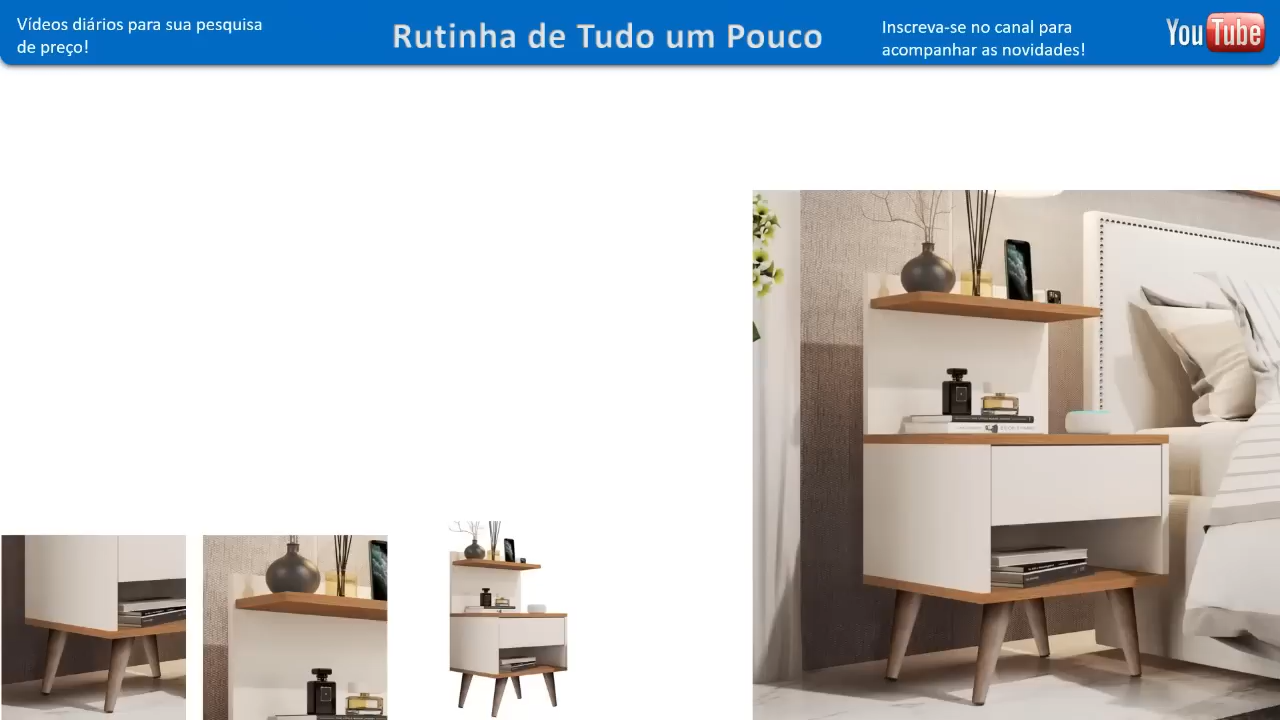 Vídeos diários para sua pesquisa
de preço!
Rutinha de Tudo um Pouco
Inscreva-se no canal para
acompanhar as novidades!
YouTube